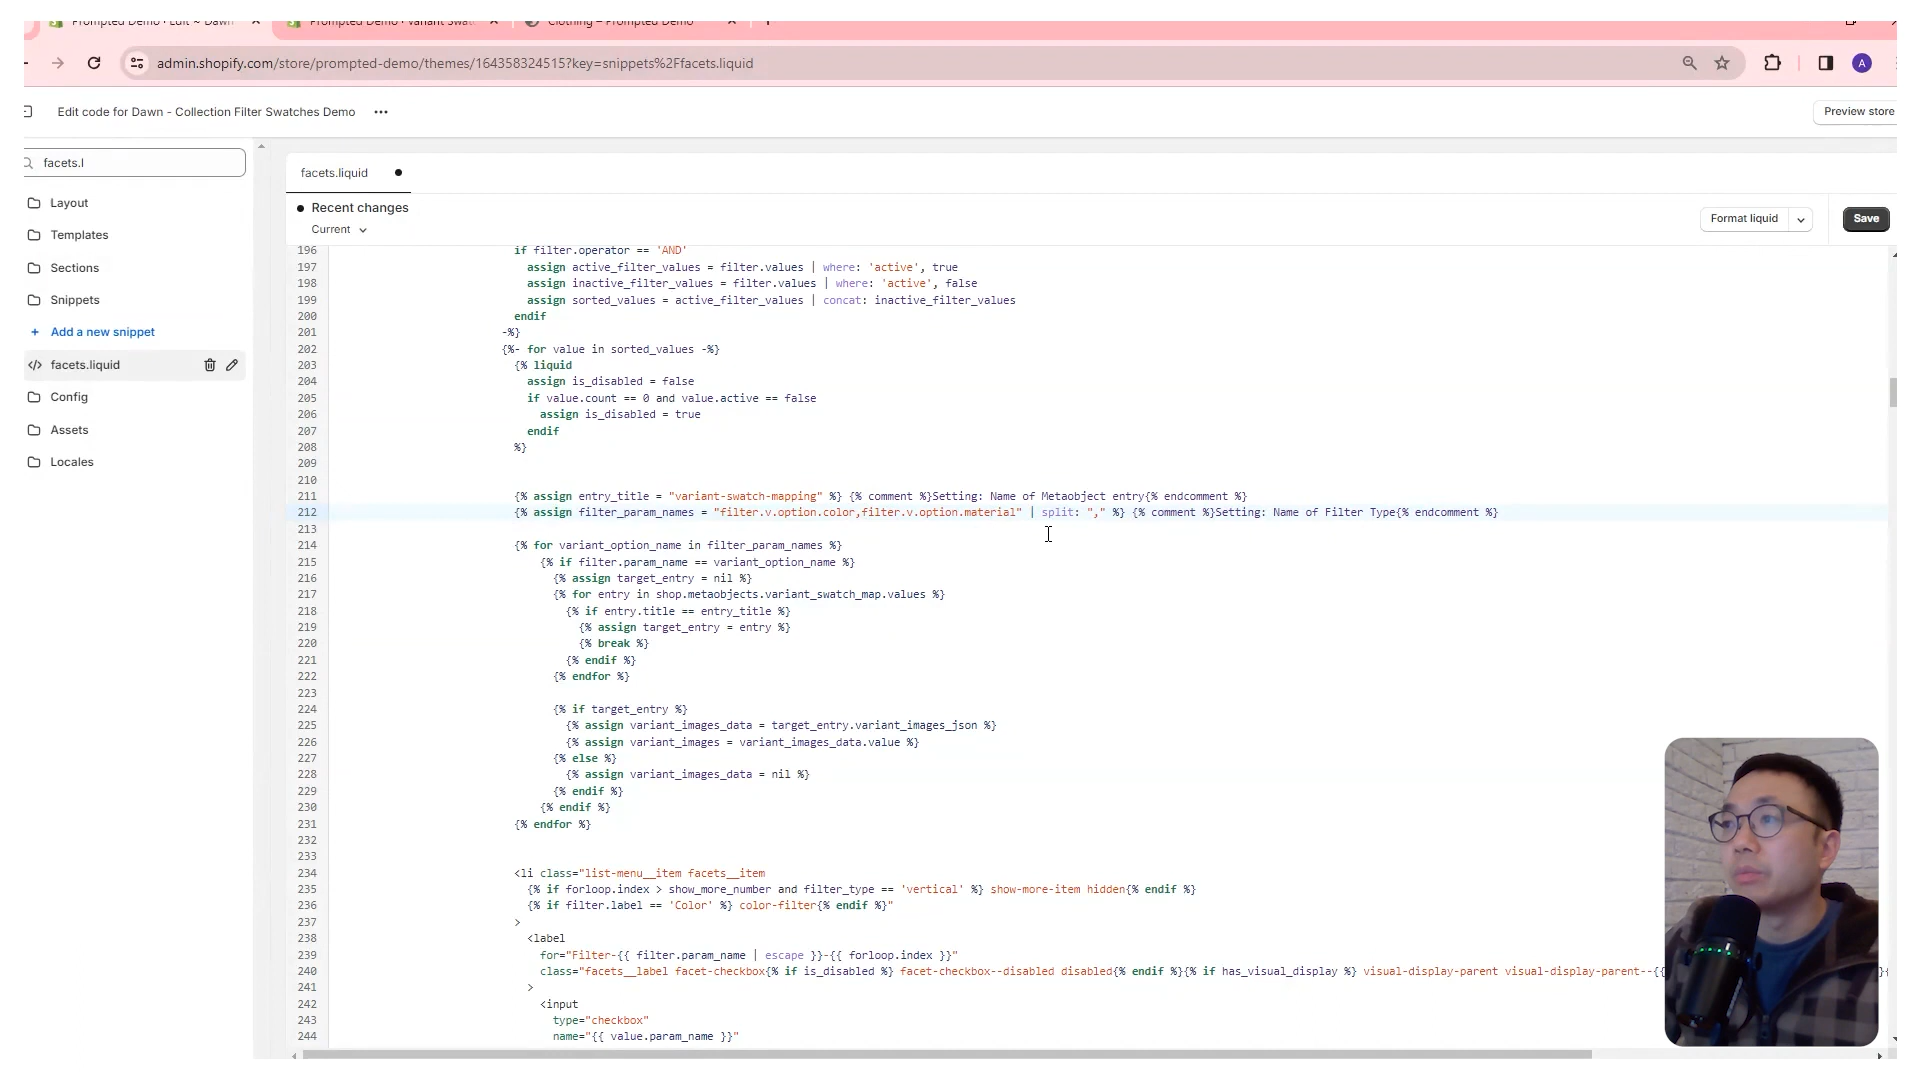 Prompted Demo · Edit ~ Dawn
Prompted Demo · Variant Swat
Clothing – Prompted Demo
admin.shopify.com/store/prompted-demo/themes/164358324515?key=snippets%2Ffacets.liquid
A
Edit code for Dawn - Collection Filter Swatches Demo
Preview store
facets.l
Layout
Templates
Sections
Snippets
+ Add a new snippet
</> facets.liquid
Config
Assets
Locales
facets.liquid
Recent changes
Current
Format liquid
Save
196 if filter.operator == 'AND'
197 assign active_filter_values = filter.values | where: 'active', true
198 assign inactive_filter_values = filter.values | where: 'active', false
199 assign sorted_values = active_filter_values | concat: inactive_filter_values
200 endif
201 -%}
202 {%- for value in sorted_values -%}
203 {% liquid
204 assign is_disabled = false
205 if value.count == 0 and value.active == false
206 assign is_disabled = true
207 endif
208 %}
209
210
211 {% assign entry_title = "variant-swatch-mapping" %} {% comment %}Setting: Name of Metaobject entry{% endcomment %}
212 {% assign filter_param_names = "filter.v.option.color,filter.v.option.material" | split: "," %} {% comment %}Setting: Name of Filter Type{% endcomment %}
213
214 {% for variant_option_name in filter_param_names %}
215 {% if filter.param_name == variant_option_name %}
216 {% assign target_entry = nil %}
217 {% for entry in shop.metaobjects.variant_swatch_map.values %}
218 {% if entry.title == entry_title %}
219 {% assign target_entry = entry %}
220 {% break %}
221 {% endif %}
222 {% endfor %}
223
224 {% if target_entry %}
225 {% assign variant_images_data = target_entry.variant_images_json %}
226 {% assign variant_images = variant_images_data.value %}
227 {% else %}
228 {% assign variant_images_data = nil %}
229 {% endif %}
230 {% endif %}
231 {% endfor %}
232
233
234 <li class="list-menu__item facets__item
235 {% if forloop.index > show_more_number and filter_type == 'vertical' %} show-more-item hidden{% endif %}
236 {% if filter.label == 'Color' %} color-filter{% endif %}"
237 >
238 <label
239 for="Filter-{{ filter.param_name | escape }}-{{ forloop.index }}"
240 class="facets__label facet-checkbox{% if is_disabled %} facet-checkbox--disabled disabled{% endif %}{% if has_visual_display %} visual-display-parent visual-display-parent--{{
241 >
242 <input
243 type="checkbox"
244 name="{{ value.param_name }}"